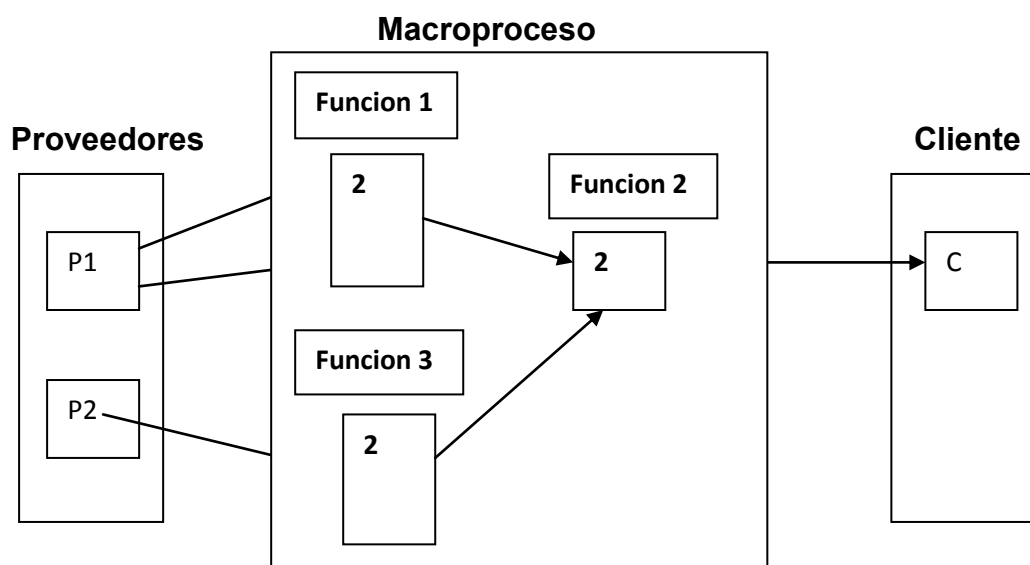 Macroproceso
Proveedores
Cliente
Funcion 1
2
Funcion 2
2
P1
C
Funcion 3
P2
2